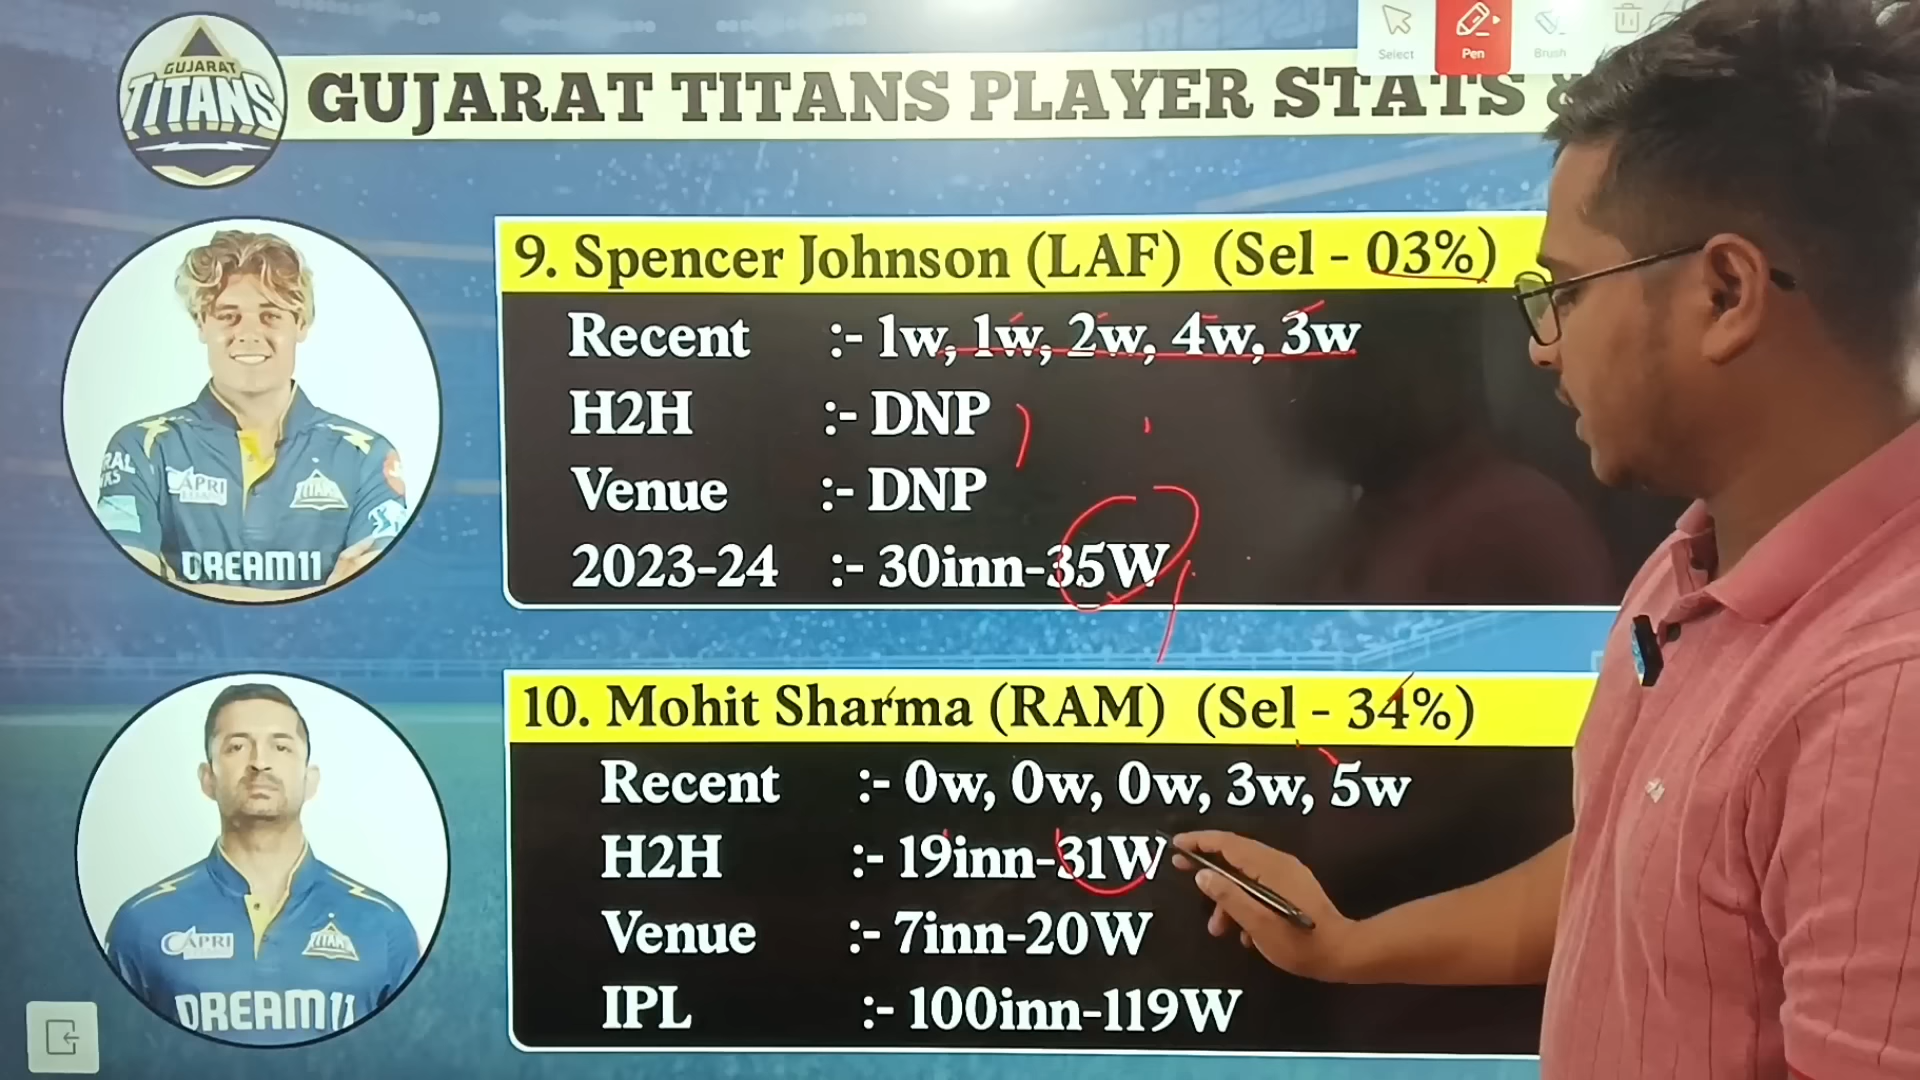 Select Pen Brush
GUJARAT
TITANS
GUJARAT TITANS PLAYER STATS &
9. Spencer Johnson (LAF) (Sel - 03%)
Recent :- 1w, 1w, 2w, 4w, 3w
H2H :- DNP
Venue :- DNP
2023-24 :- 30inn-35W
CAPRI
TITANS
DREAM11
10. Mohit Sharma (RAM) (Sel - 34%)
Recent :- 0w, 0w, 0w, 3w, 5w
H2H :- 19inn-31W
Venue :- 7inn-20W
IPL :- 100inn-119W
CAPRI
TITANS
DREAM11